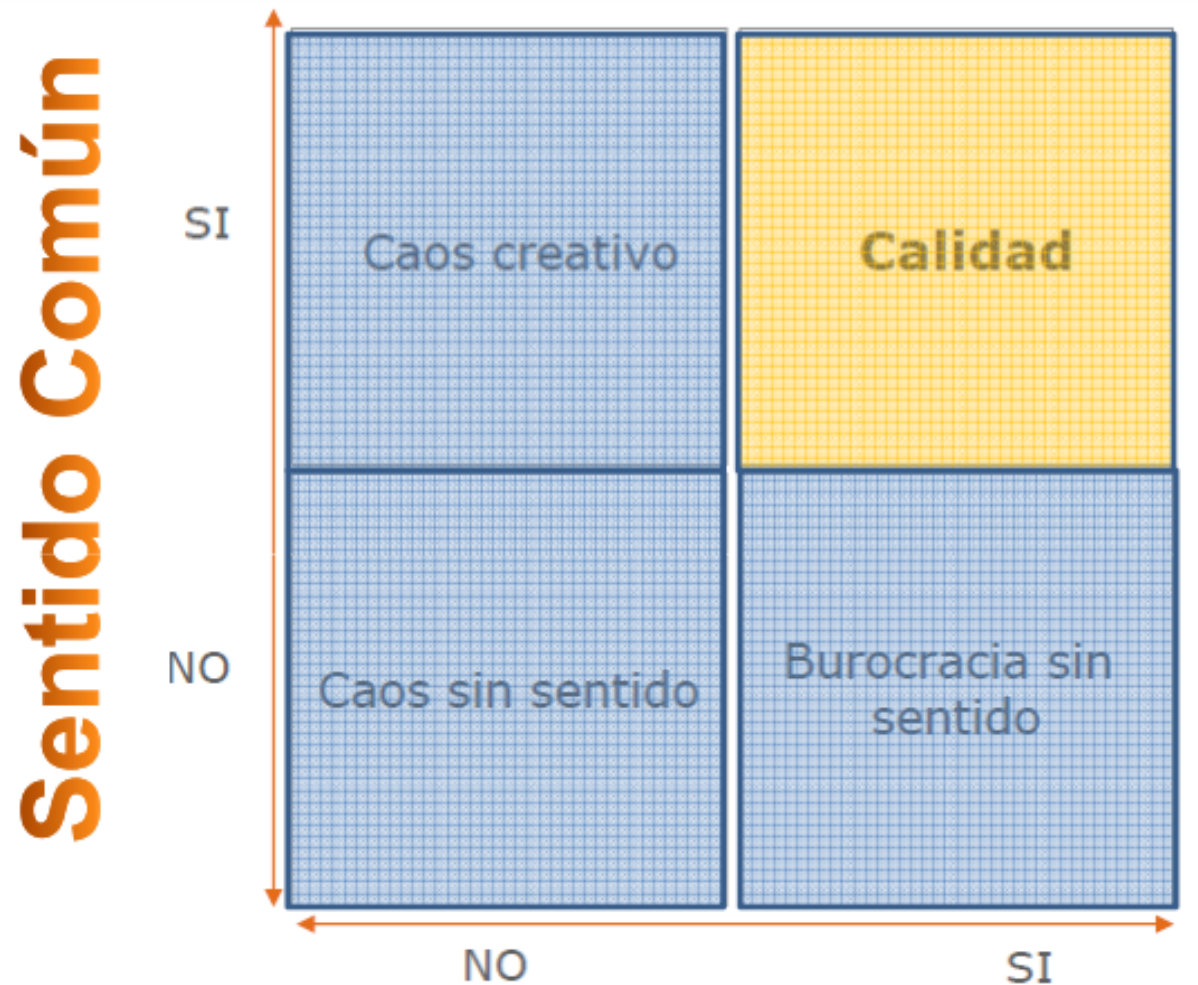 Sentido Común
SI
Caos creativo
Calidad
NO
Caos sin sentido
Burocracia sin
sentido
NO
SI